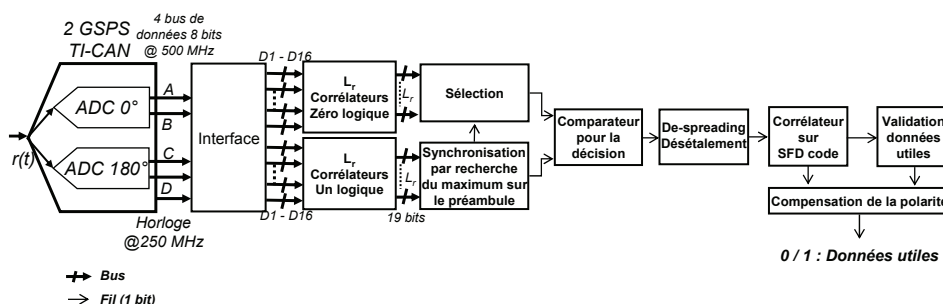 2 GSPS
TI-CAN
4 bus de
données 8 bits
@ 500 MHz
r(t)
ADC 0°
ADC 180°
A
B
C
D
Horloge
@250 MHz
Interface
D1 - D16
D1 - D16
Lr
Corrélateurs
Zéro logique
Lr
Corrélateurs
Un logique
Lr
Lr
19 bits
Sélection
Synchronisation
par recherche
du maximum sur
le préambule
Comparateur
pour la
décision
De-spreading
Désétalement
Corrélateur
sur
SFD code
Validation
données
utiles
Compensation de la polarité
0 / 1 : Données utiles
Bus
Fil (1 bit)